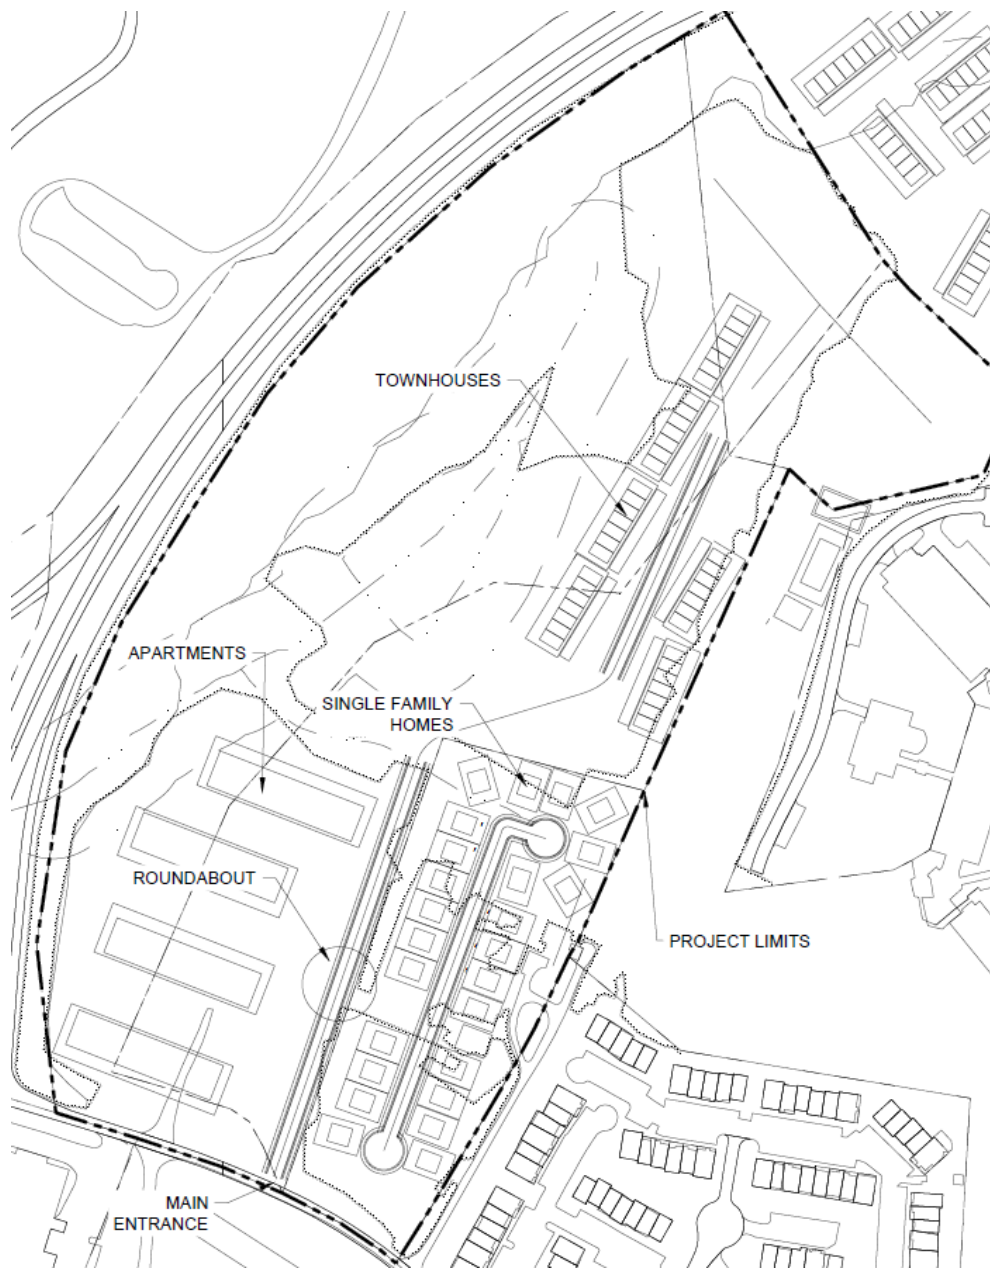 TOWNHOUSES
APARTMENTS
SINGLE FAMILY
HOMES
ROUNDABOUT
PROJECT LIMITS
MAIN
ENTRANCE